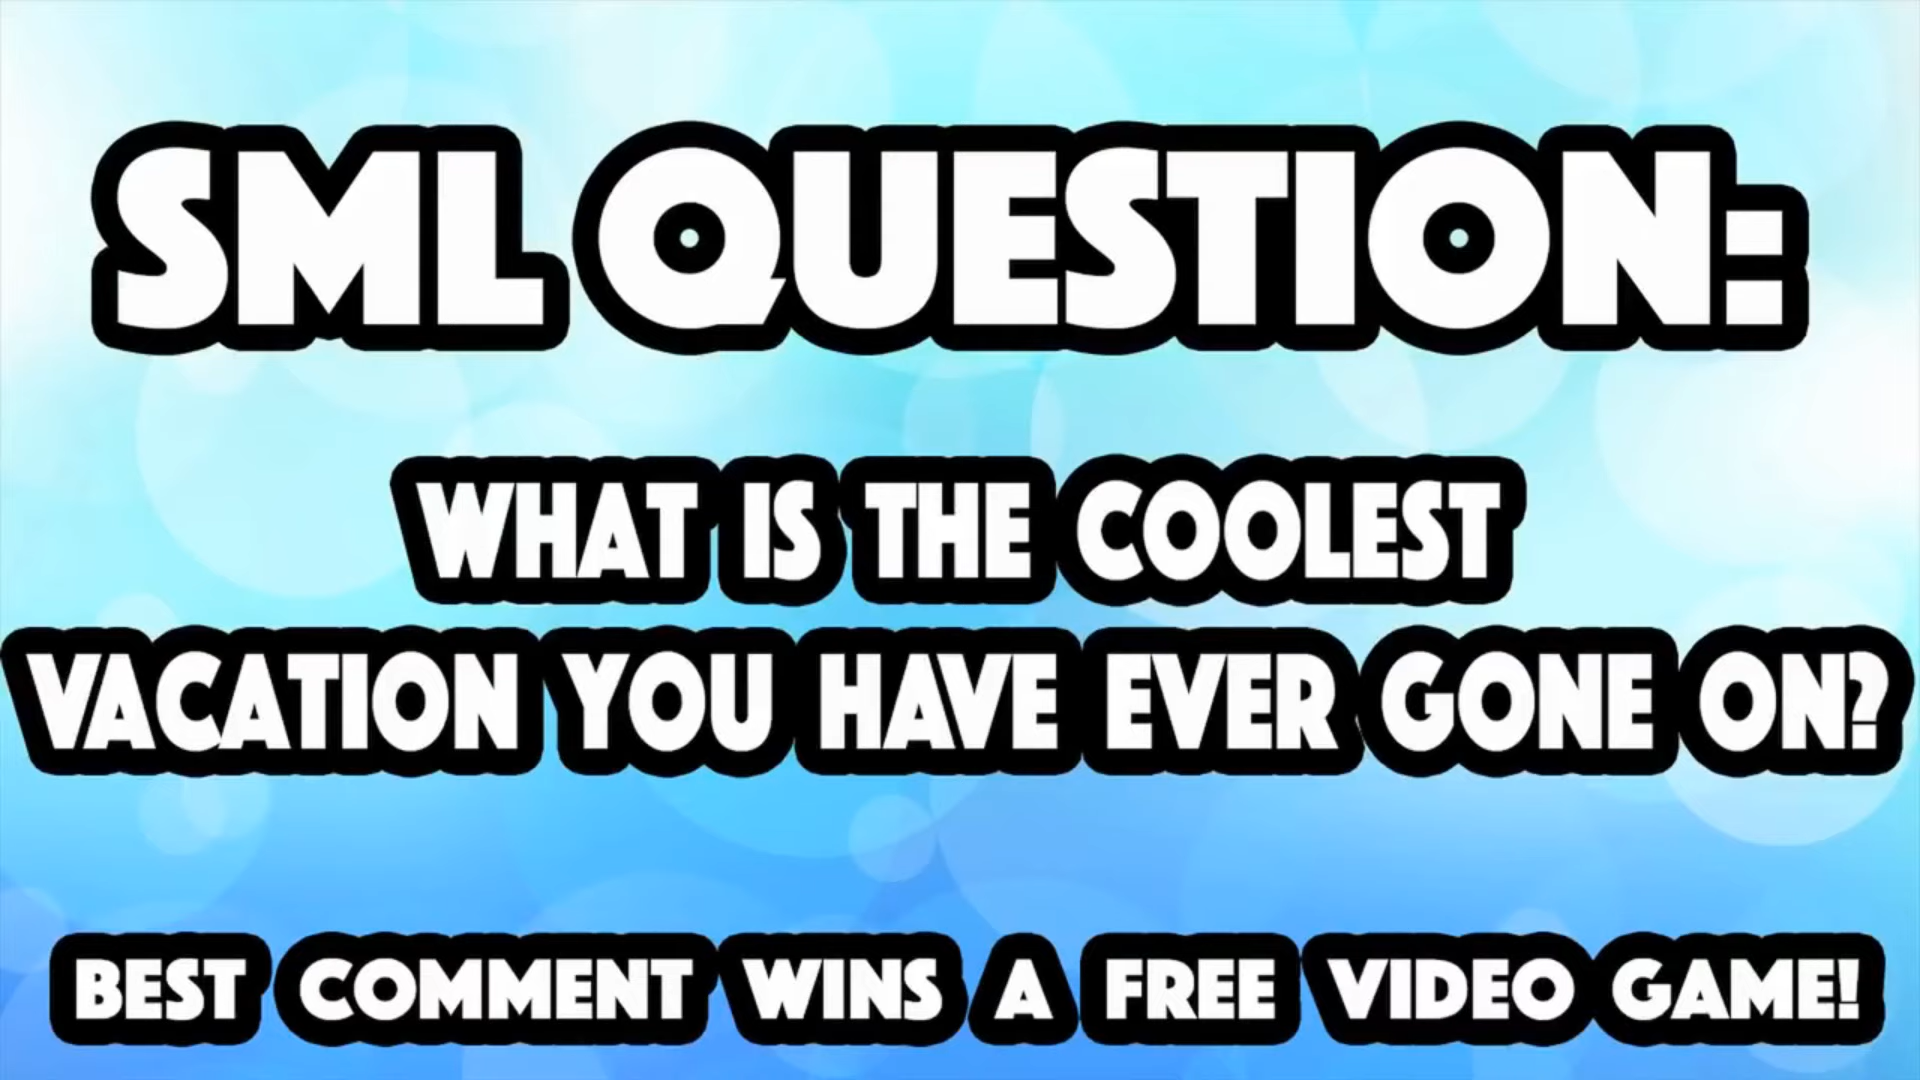 SML QUESTION:
WHAT IS THE COOLEST
VACATION YOU HAVE EVER GONE ON?
BEST COMMENT WINS A FREE VIDEO GAME!